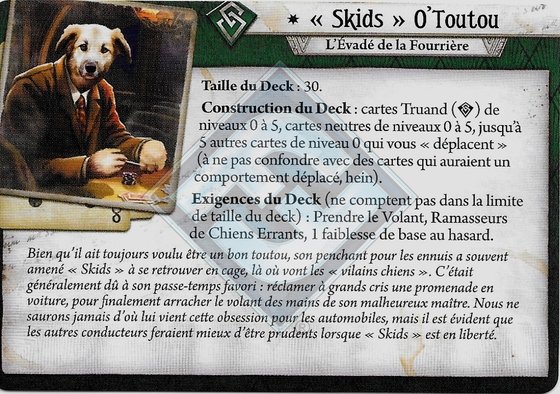 « Skids » O'Toutou
L'Évadé de la Fourrière
Taille du Deck : 30.
Construction du Deck : cartes Truand ( ) de
niveaux 0 à 5, cartes neutres de niveaux 0 à 5, jusqu'à
5 autres cartes de niveau 0 qui vous « déplacent »
(à ne pas confondre avec des cartes qui auraient un
comportement déplacé, hein).
Exigences du Deck (ne comptent pas dans la limite
de taille du deck) : Prendre le Volant, Ramasseurs
de Chiens Errants, 1 faiblesse de base au hasard.
Bien qu'il ait toujours voulu être un bon toutou, son penchant pour les ennuis a souvent
amené « Skids » à se retrouver en cage, là où vont les « vilains chiens ». C'était
généralement dû à son passe-temps favori : réclamer à grands cris une promenade en
voiture, pour finalement arracher le volant des mains de son malheureux maître. Nous ne
saurons jamais d'où lui vient cette obsession pour les automobiles, mais il est évident que
les autres conducteurs feraient mieux d'être prudents lorsque « Skids » est en liberté.